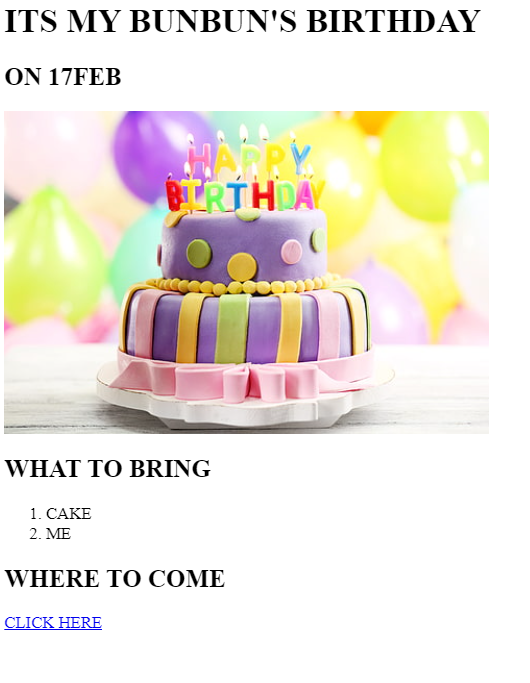 ITS MY BUNBUN'S BIRTHDAY
ON 17FEB
HAPPY
BIRTHDAY
WHAT TO BRING
1. CAKE
2. ME
WHERE TO COME
CLICK HERE